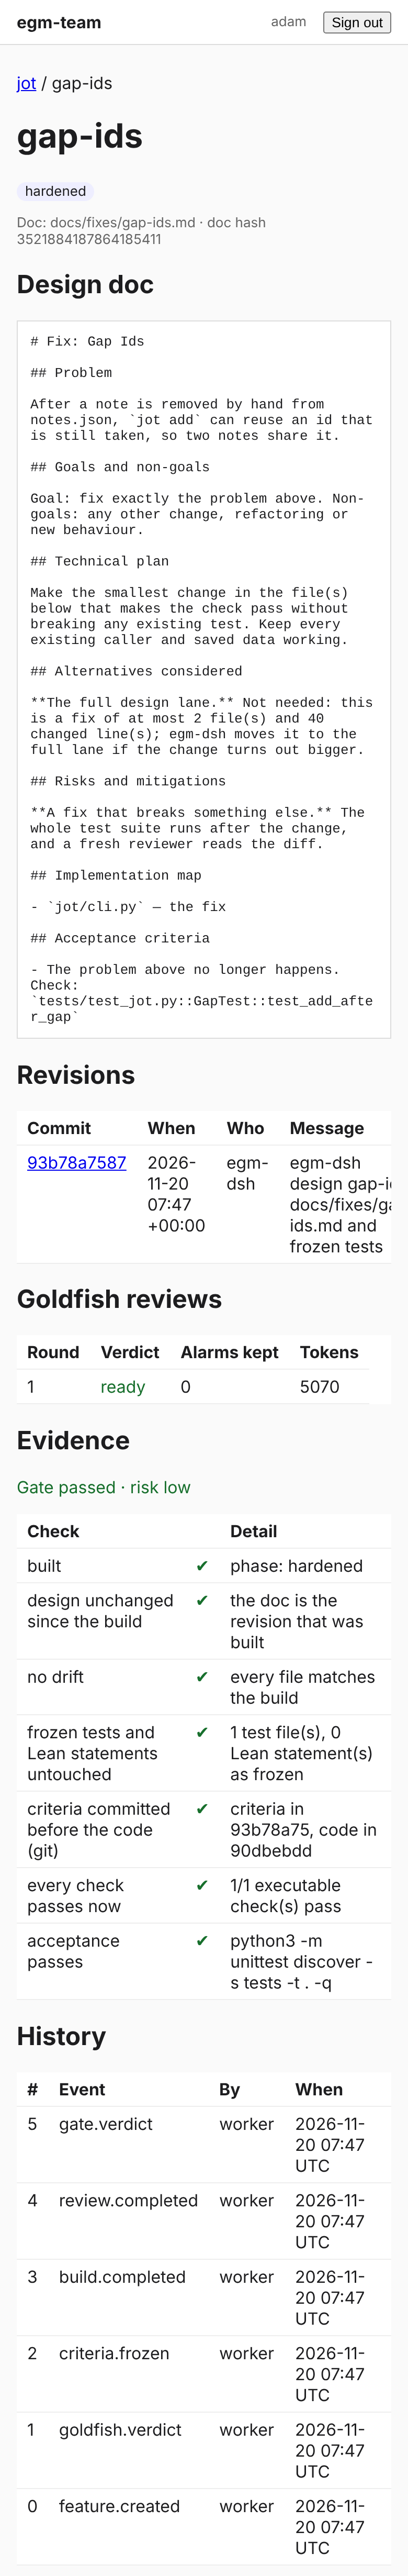 egm-team adam Sign out
jot / gap-ids
gap-ids
hardened
Doc: docs/fixes/gap-ids.md · doc hash
3521884187864185411
Design doc
# Fix: Gap Ids
## Problem
After a note is removed by hand from
notes.json, `jot add` can reuse an id that
is still taken, so two notes share it.
## Goals and non-goals
Goal: fix exactly the problem above. Non-
goals: any other change, refactoring or
new behaviour.
## Technical plan
Make the smallest change in the file(s)
below that makes the check pass without
breaking any existing test. Keep every
existing caller and saved data working.
## Alternatives considered
**The full design lane.** Not needed: this
is a fix of at most 2 file(s) and 40
changed line(s); egm-dsh moves it to the
full lane if the change turns out bigger.
## Risks and mitigations
**A fix that breaks something else.** The
whole test suite runs after the change,
and a fresh reviewer reads the diff.
## Implementation map
- `jot/cli.py` — the fix
## Acceptance criteria
- The problem above no longer happens.
Check:
`tests/test_jot.py::GapTest::test_add_afte
r_gap`
Revisions
Commit When Who Message
93b78a7587 2026- egm- egm-dsh
11-20 dsh design gap-i
07:47 docs/fixes/ga
+00:00 ids.md and
frozen tests
Goldfish reviews
Round Verdict Alarms kept Tokens
1 ready 0 5070
Evidence
Gate passed · risk low
Check Detail
built ✔ phase: hardened
design unchanged ✔ the doc is the
since the build revision that was
built
no drift ✔ every file matches
the build
frozen tests and ✔ 1 test file(s), 0
Lean statements Lean statement(s)
untouched as frozen
criteria committed ✔ criteria in
before the code 93b78a75, code in
(git) 90dbebdd
every check ✔ 1/1 executable
passes now check(s) pass
acceptance ✔ python3 -m
passes unittest discover -
s tests -t . -q
History
# Event By When
5 gate.verdict worker 2026-11-
20 07:47
UTC
4 review.completed worker 2026-11-
20 07:47
UTC
3 build.completed worker 2026-11-
20 07:47
UTC
2 criteria.frozen worker 2026-11-
20 07:47
UTC
1 goldfish.verdict worker 2026-11-
20 07:47
UTC
0 feature.created worker 2026-11-
20 07:47
UTC